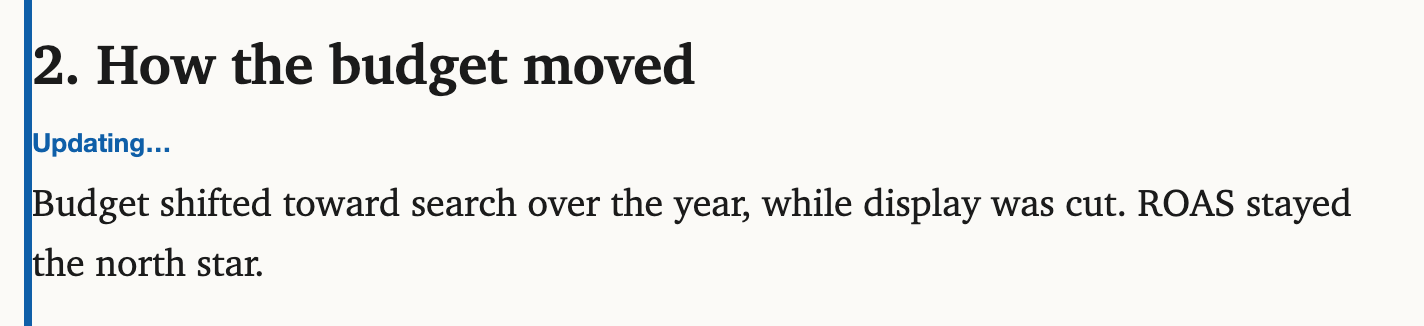 2. How the budget moved
Updating...
Budget shifted toward search over the year, while display was cut. ROAS stayed
the north star.